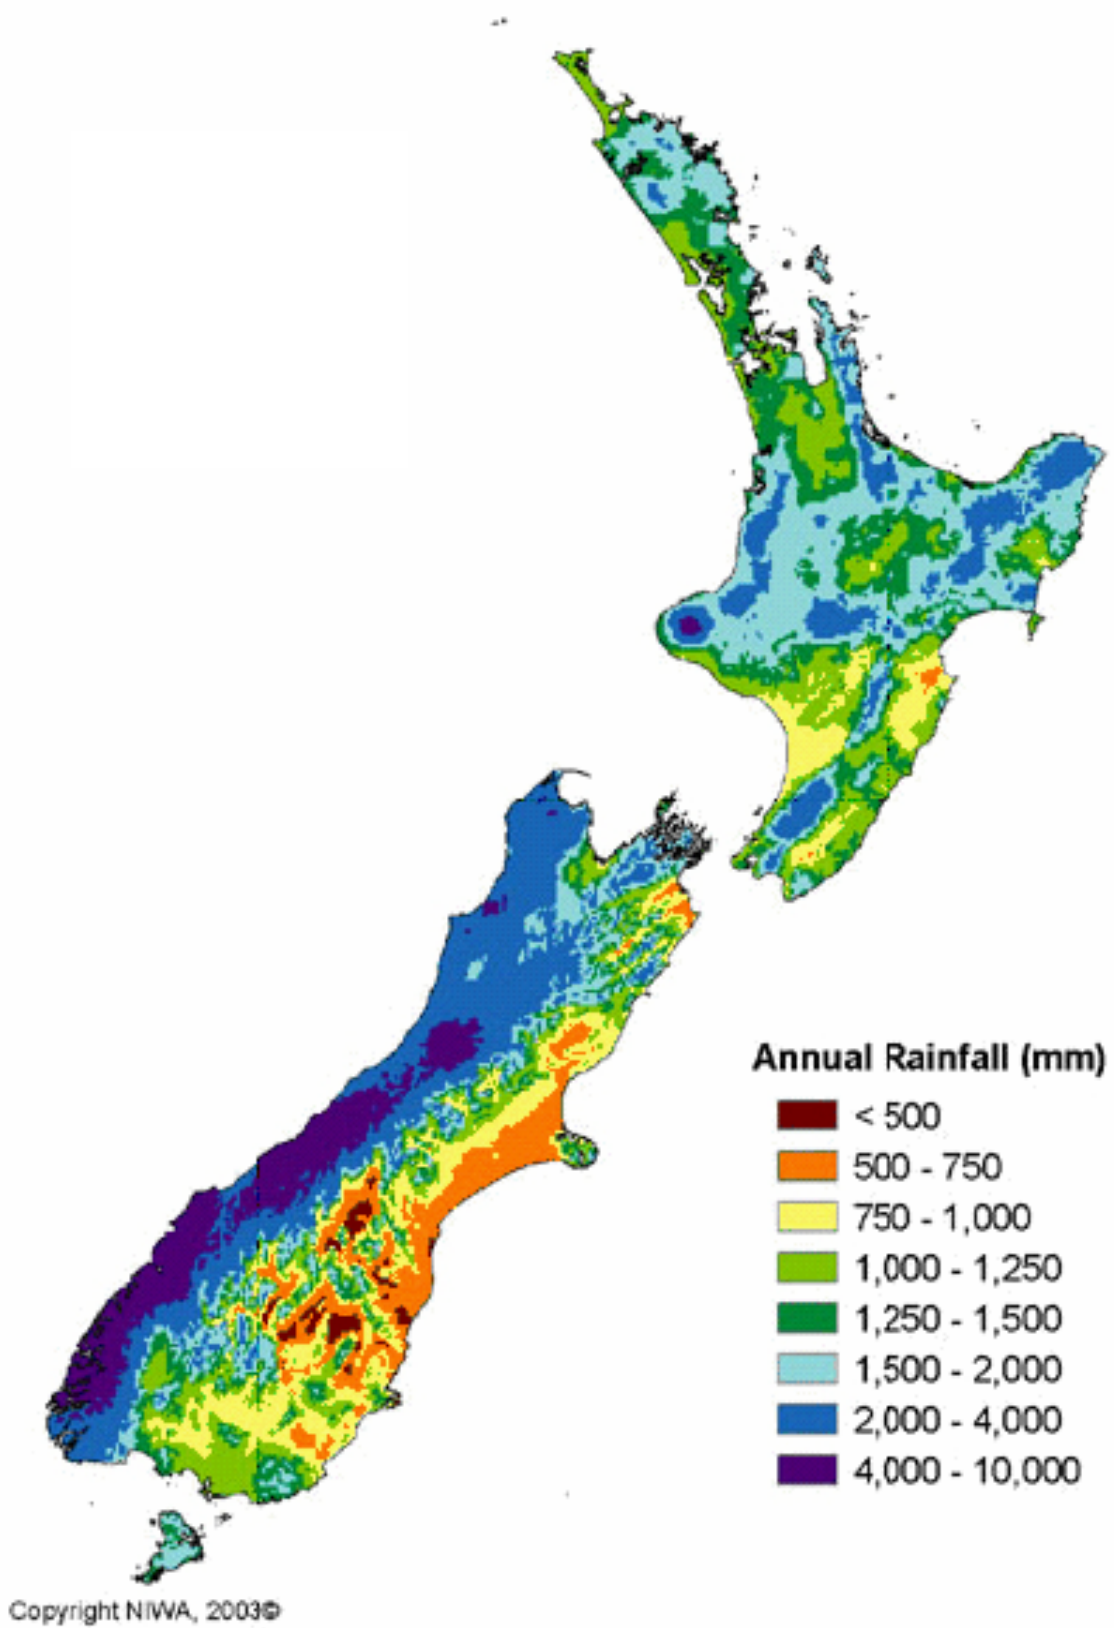 Annual Rainfall (mm)
< 500
500 - 750
750 - 1,000
1,000 - 1,250
1,250 - 1,500
1,500 - 2,000
2,000 - 4,000
4,000 - 10,000
Copyright NIWA, 2003©